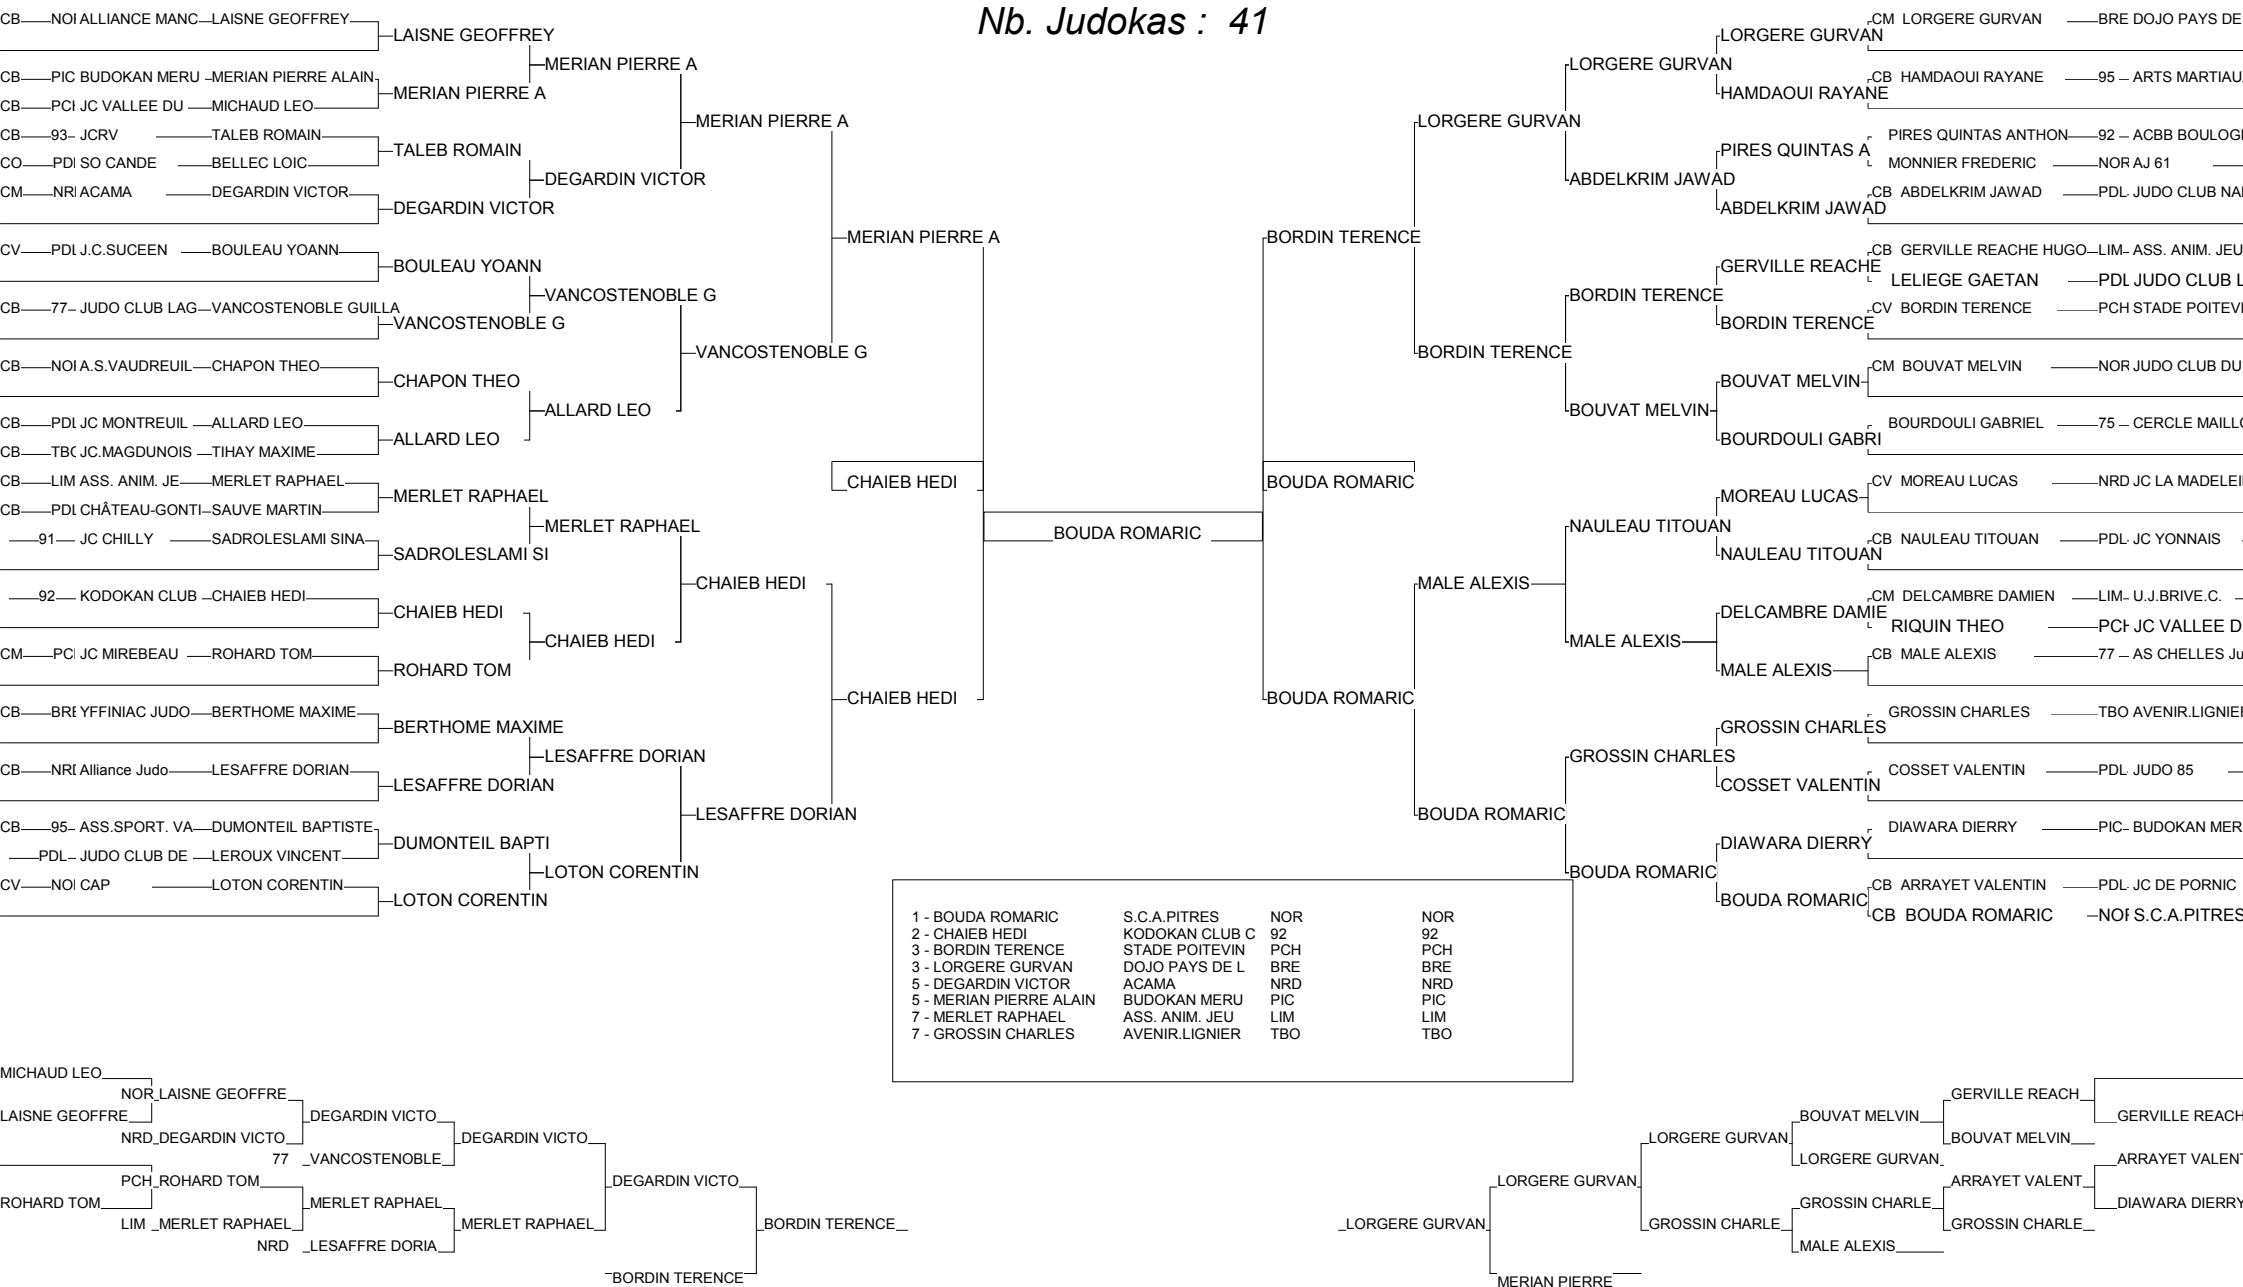 Nb. Judokas : 41
CB NOI ALLIANCE MANC LAISNE GEOFFREY
LAISNE GEOFFREY
MERIAN PIERRE A
CB PIC BUDOKAN MERU MERIAN PIERRE ALAIN
MERIAN PIERRE A
CB PCI JC VALLEE DU MICHAUD LEO
MERIAN PIERRE A
CB 93 JCRV TALEB ROMAIN
TALEB ROMAIN
CO PDI SO CANDE BELLEC LOIC
DEGARDIN VICTOR
CM NRI ACAMA DEGARDIN VICTOR
DEGARDIN VICTOR
MERIAN PIERRE A
CV PDL J.C.SUCEEN BOULEAU YOANN
BOULEAU YOANN
VANCOSTENOBLE G
CB 77 JUDO CLUB LAG VANCOSTENOBLE GUILLA
VANCOSTENOBLE G
VANCOSTENOBLE G
CB NOI A.S.VAUDREUIL CHAPON THEO
CHAPON THEO
ALLARD LEO
CB PDL JC MONTREUIL ALLARD LEO
ALLARD LEO
CB TBO JC.MAGDUNOIS TIHAY MAXIME
CB LIM ASS. ANIM. JE MERLET RAPHAEL
CHAIEB HEDI
MERLET RAPHAEL
CB PDL CHÂTEAU-GONTI SAUVE MARTIN
MERLET RAPHAEL
91 JC CHILLY SADROLESLAMI SINA
SADROLESLAMI SI
CHAIEB HEDI
92 KODOKAN CLUB CHAIEB HEDI
CHAIEB HEDI
CHAIEB HEDI
CM PCI JC MIREBEAU ROHARD TOM
ROHARD TOM
CHAIEB HEDI
CB BRE YFFINIAC JUDO BERTHOME MAXIME
BERTHOME MAXIME
LESAFFRE DORIAN
CB NRD Alliance Judo LESAFFRE DORIAN
LESAFFRE DORIAN
LESAFFRE DORIAN
CB 95 ASS.SPORT. VA DUMONTEIL BAPTISTE
DUMONTEIL BAPTI
PDL JUDO CLUB DE LEROUX VINCENT
LOTON CORENTIN
CV NOI CAP LOTON CORENTIN
LOTON CORENTIN
BOUDA ROMARIC
CM LORGERE GURVAN BRE DOJO PAYS DE
LORGERE GURVAN
LORGERE GURVAN
CB HAMDAOUI RAYANE 95 ARTS MARTIAU
HAMDAOUI RAYANE
LORGERE GURVAN
PIRES QUINTAS ANTHON 92 ACBB BOULOG
PIRES QUINTAS A
MONNIER FREDERIC NOR AJ 61
ABDELKRIM JAWAD
CB ABDELKRIM JAWAD PDL JUDO CLUB NA
ABDELKRIM JAWAD
BORDIN TERENCE
CB GERVILLE REACHE HUGO LIM ASS. ANIM. JEU
GERVILLE REACHE
LELIEGE GAETAN PDL JUDO CLUB L
BORDIN TERENCE
CV BORDIN TERENCE PCH STADE POITEVI
BORDIN TERENCE
BORDIN TERENCE
CM BOUVAT MELVIN NOR JUDO CLUB DU
BOUVAT MELVIN
BOUVAT MELVIN
BOURDOULI GABRIEL 75 CERCLE MAILLO
BOURDOULI GABRI
BOUDA ROMARIC
CV MOREAU LUCAS NRD JC LA MADELEI
MOREAU LUCAS
NAULEAU TITOUAN
CB NAULEAU TITOUAN PDL JC YONNAIS
NAULEAU TITOUAN
MALE ALEXIS
CM DELCAMBRE DAMIEN LIM U.J.BRIVE.C.
DELCAMBRE DAMIE
RIQUIN THEO PCH JC VALLEE D
MALE ALEXIS
CB MALE ALEXIS 77 AS CHELLES Ju
MALE ALEXIS
BOUDA ROMARIC
GROSSIN CHARLES TBO AVENIR.LIGNIER
GROSSIN CHARLES
GROSSIN CHARLES
COSSET VALENTIN PDL JUDO 85
COSSET VALENTIN
BOUDA ROMARIC
DIAWARA DIERRY PIC BUDOKAN MER
DIAWARA DIERRY
BOUDA ROMARIC
CB ARRAYET VALENTIN PDL JC DE PORNIC
BOUDA ROMARIC
CB BOUDA ROMARIC NOR S.C.A.PITRES
1 - BOUDA ROMARIC S.C.A.PITRES NOR NOR
2 - CHAIEB HEDI KODOKAN CLUB C 92 92
3 - BORDIN TERENCE STADE POITEVIN PCH PCH
3 - LORGERE GURVAN DOJO PAYS DE L BRE BRE
5 - DEGARDIN VICTOR ACAMA NRD NRD
5 - MERIAN PIERRE ALAIN BUDOKAN MERU PIC PIC
7 - MERLET RAPHAEL ASS. ANIM. JEU LIM LIM
7 - GROSSIN CHARLES AVENIR.LIGNIER TBO TBO
MICHAUD LEO
NOR LAISNE GEOFFRE
LAISNE GEOFFRE DEGARDIN VICTO
NRD DEGARDIN VICTO DEGARDIN VICTO
77 VANCOSTENOBLE
PCH ROHARD TOM DEGARDIN VICTO
ROHARD TOM MERLET RAPHAEL
LIM MERLET RAPHAEL MERLET RAPHAEL BORDIN TERENCE
NRD LESAFFRE DORIA
BORDIN TERENCE
GERVILLE REACH
BOUVAT MELVIN GERVILLE REACH
LORGERE GURVAN BOUVAT MELVIN
LORGERE GURVAN ARRAYET VALENT
LORGERE GURVAN ARRAYET VALENT
GROSSIN CHARLE DIAWARA DIERRY
LORGERE GURVAN GROSSIN CHARLE GROSSIN CHARLE
MALE ALEXIS
MERIAN PIERRE